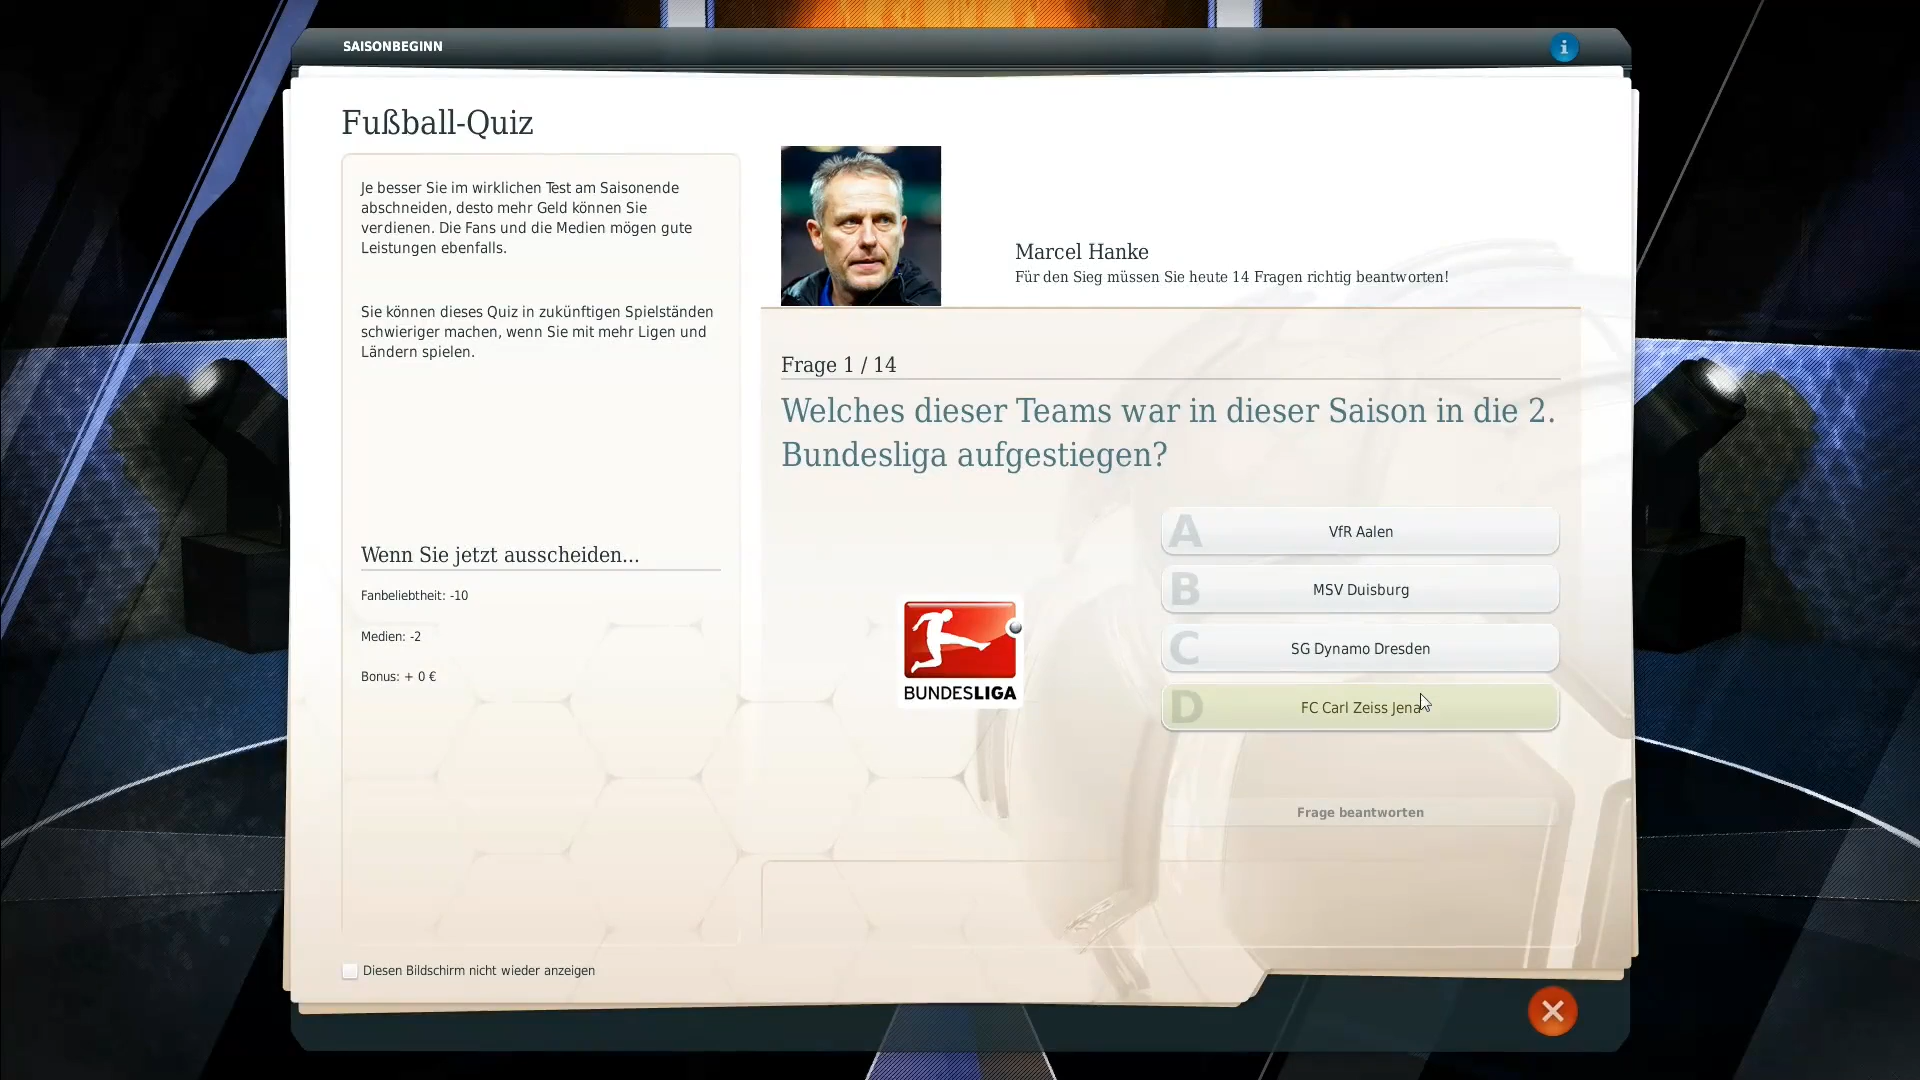 SAISONBEGINN
i
Fußball-Quiz
Je besser Sie im wirklichen Test am Saisonende
abschneiden, desto mehr Geld können Sie
verdienen. Die Fans und die Medien mögen gute
Leistungen ebenfalls.
Sie können dieses Quiz in zukünftigen Spielständen
schwieriger machen, wenn Sie mit mehr Ligen und
Ländern spielen.
Wenn Sie jetzt ausscheiden...
Fanbeliebtheit: -10
Medien: -2
Bonus: + 0 €
Marcel Hanke
Für den Sieg müssen Sie heute 14 Fragen richtig beantworten!
Frage 1 / 14
Welches dieser Teams war in dieser Saison in die 2.
Bundesliga aufgestiegen?
BUNDESLIGA
A VfR Aalen
B MSV Duisburg
C SG Dynamo Dresden
D FC Carl Zeiss Jena
Frage beantworten
Diesen Bildschirm nicht wieder anzeigen